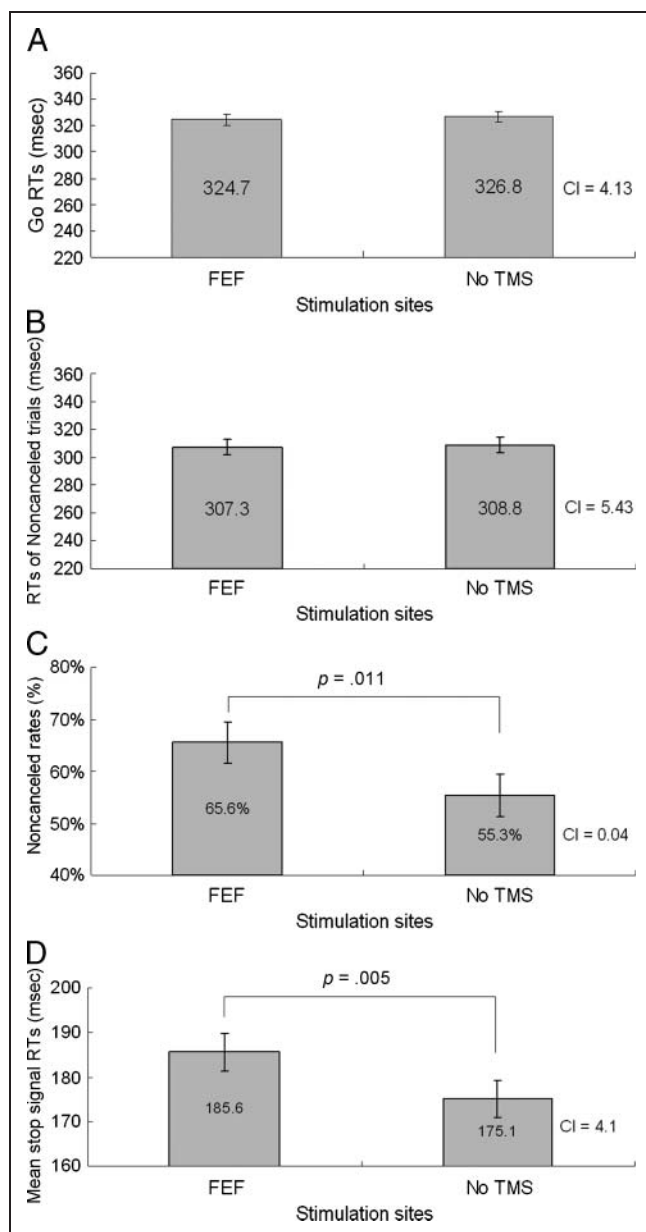 A
Go RTs (msec)
360
340
320
300
280
260
240
220
324.7
326.8
CI = 4.13
FEF
No TMS
Stimulation sites
B
RTs of Noncanceled trials (msec)
360
340
320
300
280
260
240
220
307.3
308.8
CI = 5.43
FEF
No TMS
Stimulation sites
C
Noncanceled rates (%)
80%
70%
60%
50%
40%
p = .011
65.6%
55.3%
CI = 0.04
FEF
No TMS
Stimulation sites
D
Mean stop signal RTs (msec)
200
190
180
170
160
p = .005
185.6
175.1
CI = 4.1
FEF
No TMS
Stimulation sites